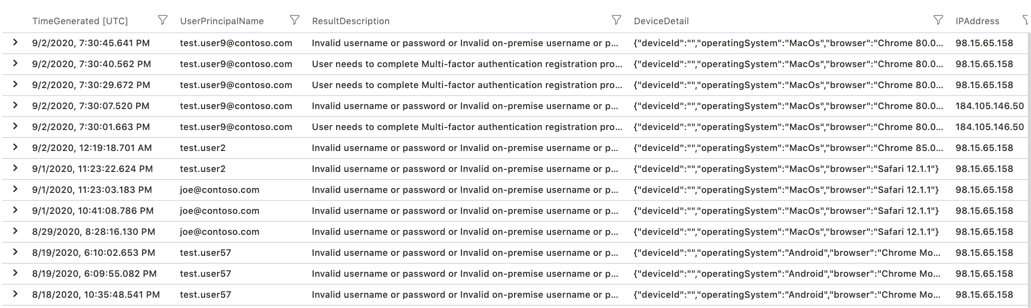 TimeGenerated [UTC] UserPrincipalName ResultDescription DeviceDetail IPAddress
9/2/2020, 7:30:45.641 PM test.user9@contoso.com Invalid username or password or Invalid on-premise username or p... {"deviceId":"","operatingSystem":"MacOs","browser":"Chrome 80.0... 98.15.65.158
9/2/2020, 7:30:40.562 PM test.user9@contoso.com User needs to complete Multi-factor authentication registration pro... {"deviceId":"","operatingSystem":"MacOs","browser":"Chrome 80.0... 98.15.65.158
9/2/2020, 7:30:29.672 PM test.user9@contoso.com User needs to complete Multi-factor authentication registration pro... {"deviceId":"","operatingSystem":"MacOs","browser":"Chrome 80.0... 98.15.65.158
9/2/2020, 7:30:07.520 PM test.user9@contoso.com Invalid username or password or Invalid on-premise username or p... {"deviceId":"","operatingSystem":"MacOs","browser":"Chrome 80.0... 184.105.146.50
9/2/2020, 7:30:01.663 PM test.user9@contoso.com User needs to complete Multi-factor authentication registration pro... {"deviceId":"","operatingSystem":"MacOs","browser":"Chrome 80.0... 184.105.146.50
9/2/2020, 12:19:18.701 AM test.user2 Invalid username or password or Invalid on-premise username or p... {"deviceId":"","operatingSystem":"MacOs","browser":"Chrome 85.0... 98.15.65.158
9/1/2020, 11:23:22.624 PM test.user2 Invalid username or password or Invalid on-premise username or p... {"deviceId":"","operatingSystem":"MacOs","browser":"Safari 12.1.1"} 98.15.65.158
9/1/2020, 11:23:03.183 PM joe@contoso.com Invalid username or password or Invalid on-premise username or p... {"deviceId":"","operatingSystem":"MacOs","browser":"Safari 12.1.1"} 98.15.65.158
9/1/2020, 10:41:08.786 PM joe@contoso.com Invalid username or password or Invalid on-premise username or p... {"deviceId":"","operatingSystem":"MacOs","browser":"Safari 12.1.1"} 98.15.65.158
8/29/2020, 8:28:16.130 PM joe@contoso.com Invalid username or password or Invalid on-premise username or p... {"deviceId":"","operatingSystem":"MacOs","browser":"Safari 12.1.1"} 98.15.65.158
8/19/2020, 6:10:02.653 PM test.user57 Invalid username or password or Invalid on-premise username or p... {"deviceId":"","operatingSystem":"Android","browser":"Chrome Mo... 98.15.65.158
8/19/2020, 6:09:55.082 PM test.user57 Invalid username or password or Invalid on-premise username or p... {"deviceId":"","operatingSystem":"Android","browser":"Chrome Mo... 98.15.65.158
8/18/2020, 10:35:48.541 PM test.user57 Invalid username or password or Invalid on-premise username or p... {"deviceId":"","operatingSystem":"Android","browser":"Chrome Mo... 98.15.65.158